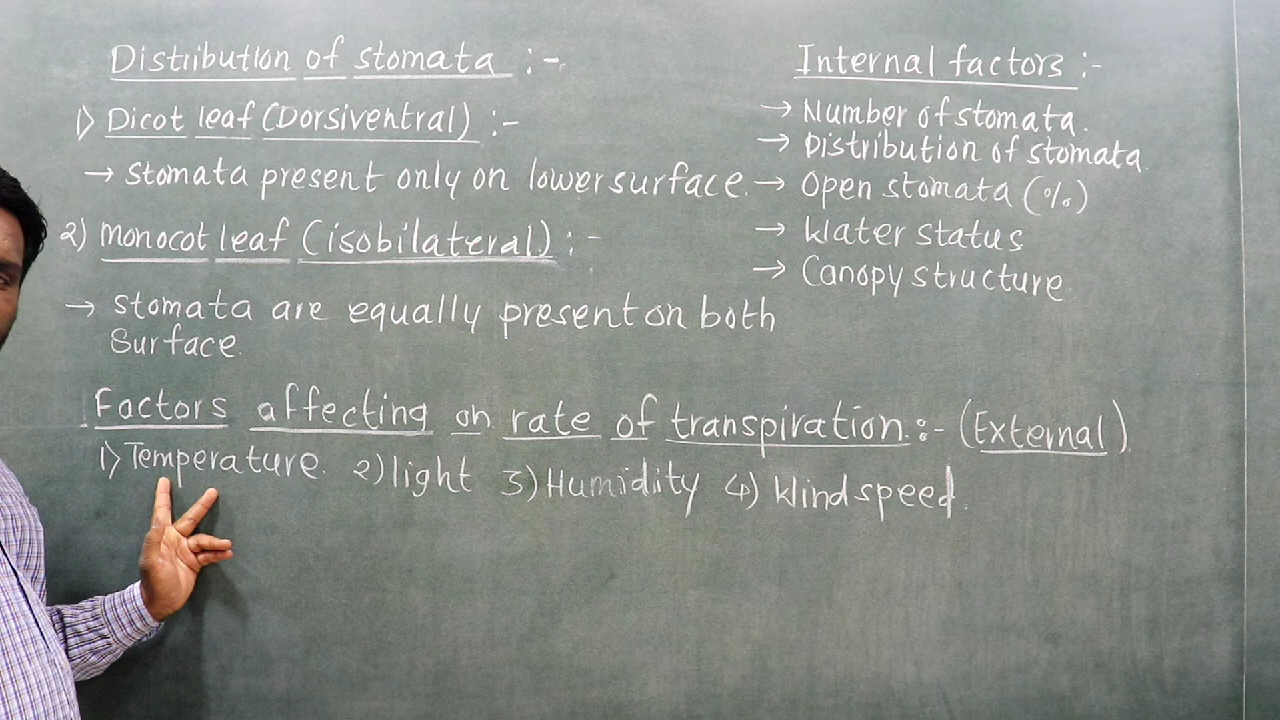 Distribution of stomata :-
1) Dicot leaf (Dorsiventral) :-
→ Stomata present only on lower surface.
2) Monocot leaf (isobilateral) :-
→ Stomata are equally present on both
Surface.
Internal factors :-
→ Number of stomata.
→ Distribution of stomata.
→ Open stomata (%)
→ Water status
→ Canopy structure.
Factors affecting on rate of transpiration :- (External).
1) Temperature. 2) light 3) Humidity 4) Wind speed.